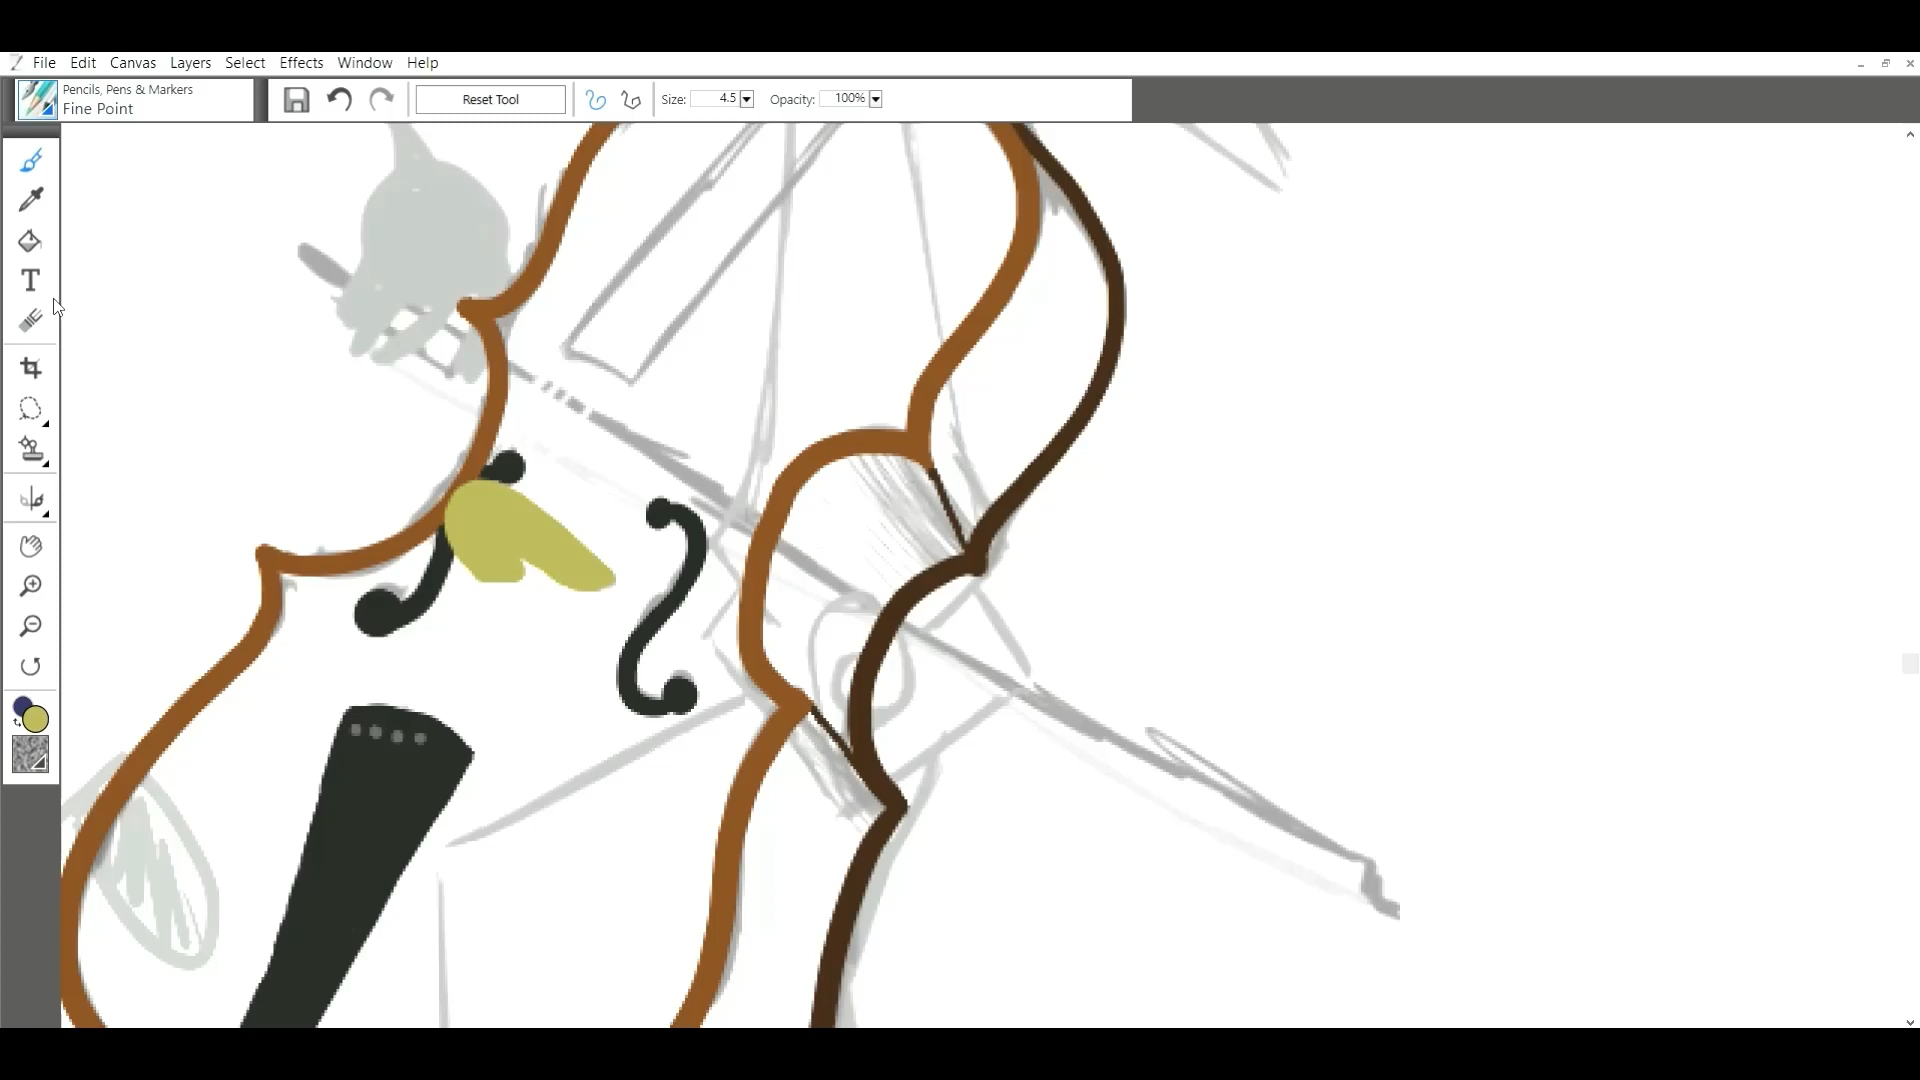 File Edit Canvas Layers Select Effects Window Help
Pencils, Pens & Markers
Fine Point
Reset Tool Size: 4.5 Opacity: 100%
T